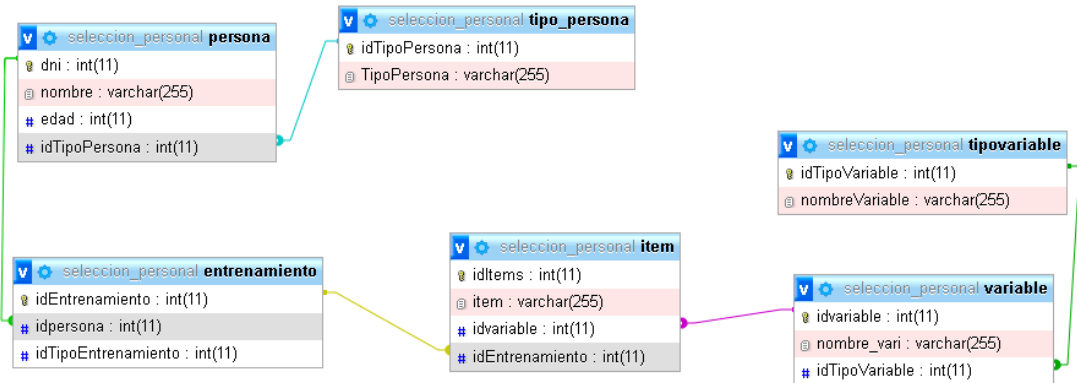 seleccion_personal persona
dni : int(11)
nombre : varchar(255)
edad : int(11)
idTipoPersona : int(11)
seleccion_personal tipo_persona
idTipoPersona : int(11)
TipoPersona : varchar(255)
seleccion_personal tipovariable
idTipoVariable : int(11)
nombreVariable : varchar(255)
seleccion_personal entrenamiento
idEntrenamiento : int(11)
idpersona : int(11)
idTipoEntrenamiento : int(11)
seleccion_personal item
idItems : int(11)
item : varchar(255)
idvariable : int(11)
idEntrenamiento : int(11)
seleccion_personal variable
idvariable : int(11)
nombre_vari : varchar(255)
idTipoVariable : int(11)